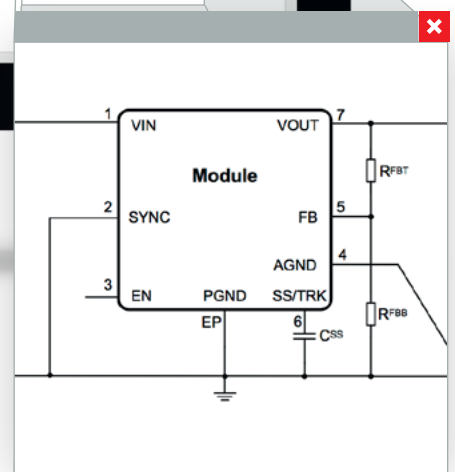 1
7
VIN
VOUT
Module
RFBT
2
5
SYNC
FB
4
AGND
3
EN
PGND
SS/TRK
RFBB
EP
6
CSS